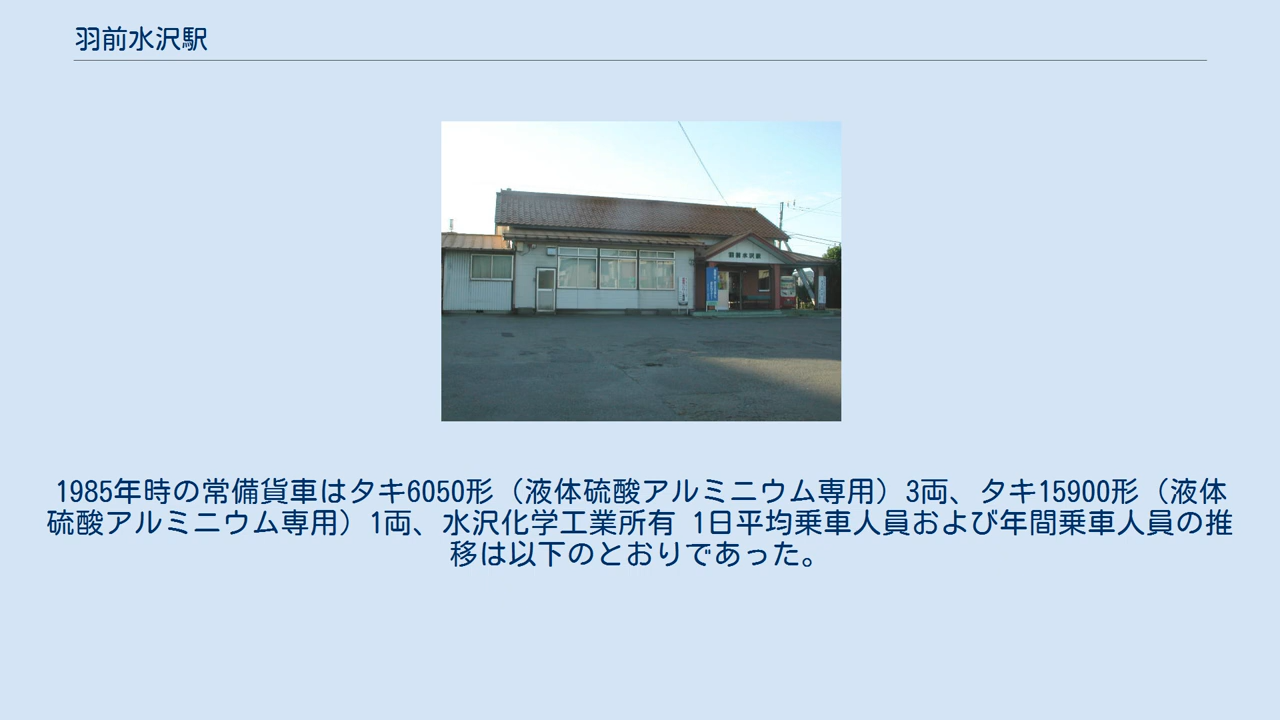 羽前水沢駅
羽前水沢駅
1985年時の常備貨車はタキ6050形（液体硫酸アルミニウム専用）3両、タキ15900形（液体
硫酸アルミニウム専用）1両、水沢化学工業所有 1日平均乗車人員および年間乗車人員の推
移は以下のとおりであった。